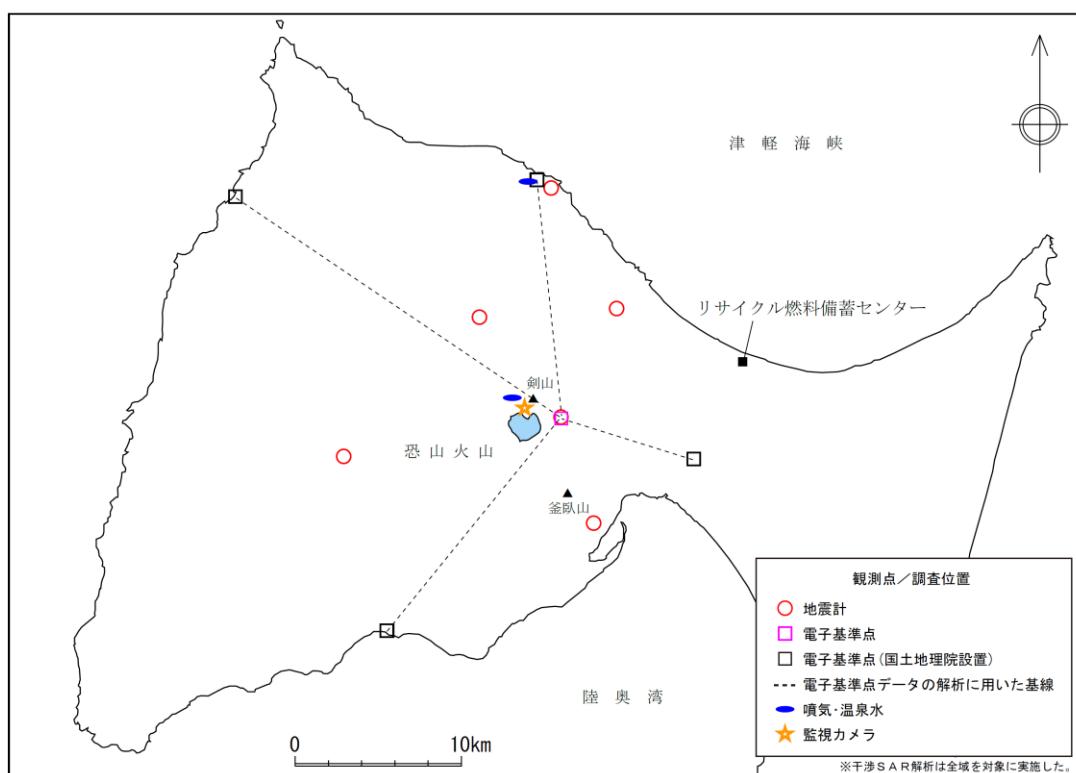 津軽海峡
リサイクル燃料備蓄センター
剣山
恐山火山
釜臥山
陸奥湾
0 10km
観測点／調査位置
地震計
電子基準点
電子基準点(国土地理院設置)
電子基準点データの解析に用いた基線
噴気・温泉水
監視カメラ
※干渉ＳＡＲ解析は全域を対象に実施した。